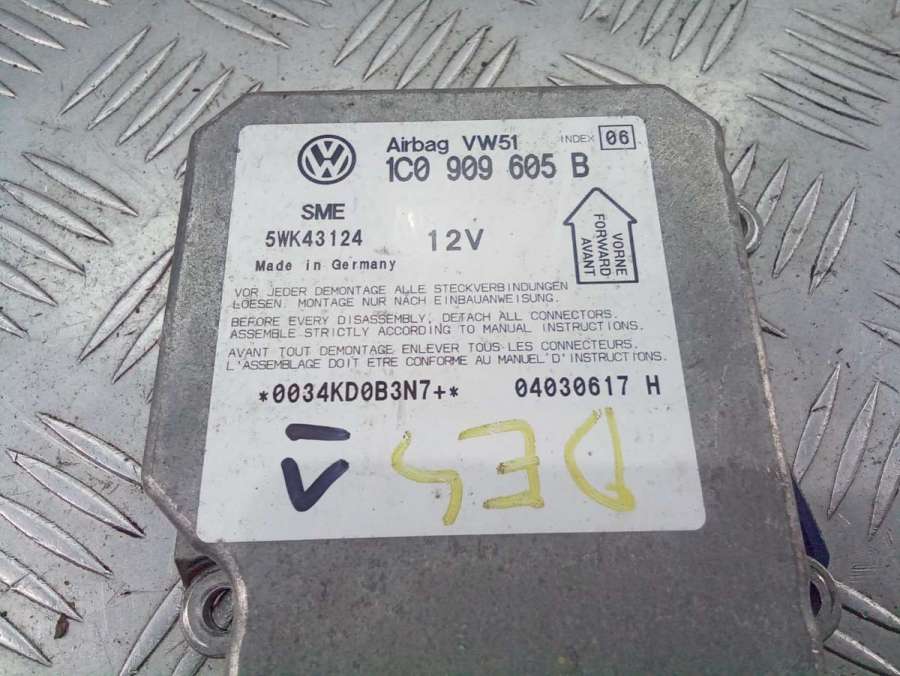 Airbag VW51 INDEX 06
1C0 909 605 B
SME
5WK43124 12V
Made in Germany
VORNE
FORWARD
AVANT
VOR JEDER DEMONTAGE ALLE STECKVERBINDUNGEN
LOESEN. MONTAGE NUR NACH EINBAUANWEISUNG.
BEFORE EVERY DISASSEMBLY, DETACH ALL CONNECTORS.
ASSEMBLE STRICTLY ACCORDING TO MANUAL INSTRUCTIONS.
AVANT TOUT DEMONTAGE ENLEVER TOUS LES CONNECTEURS.
L'ASSEMBLAGE DOIT ETRE CONFORME AU MANUEL D'INSTRUCTIONS.
*0034KD0B3N7+* 04030617 H